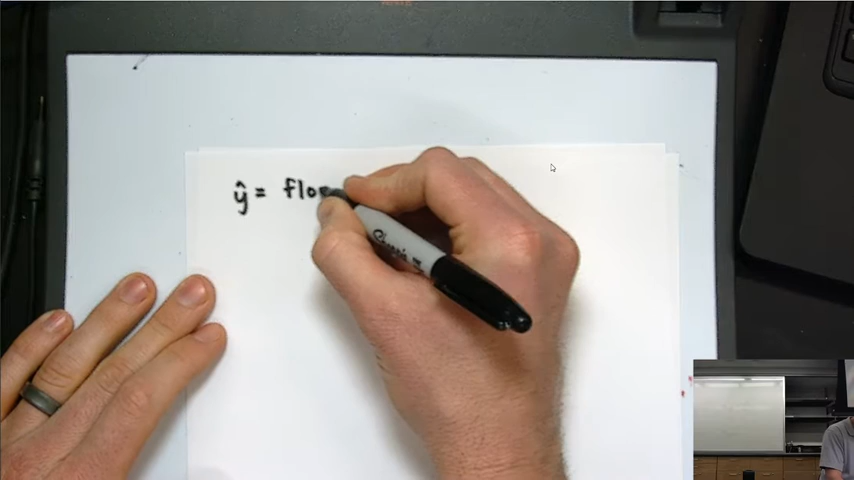 ŷ = flo
Sharpie